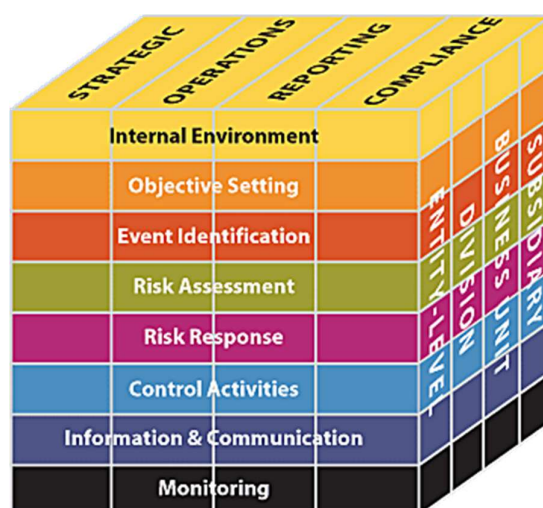 STRATEGIC
OPERATIONS
REPORTING
COMPLIANCE
Internal Environment
Objective Setting
Event Identification
Risk Assessment
Risk Response
Control Activities
Information & Communication
Monitoring
ENTITY-LEVEL
DIVISION
BUSINESS UNIT
SUBSIDIARY